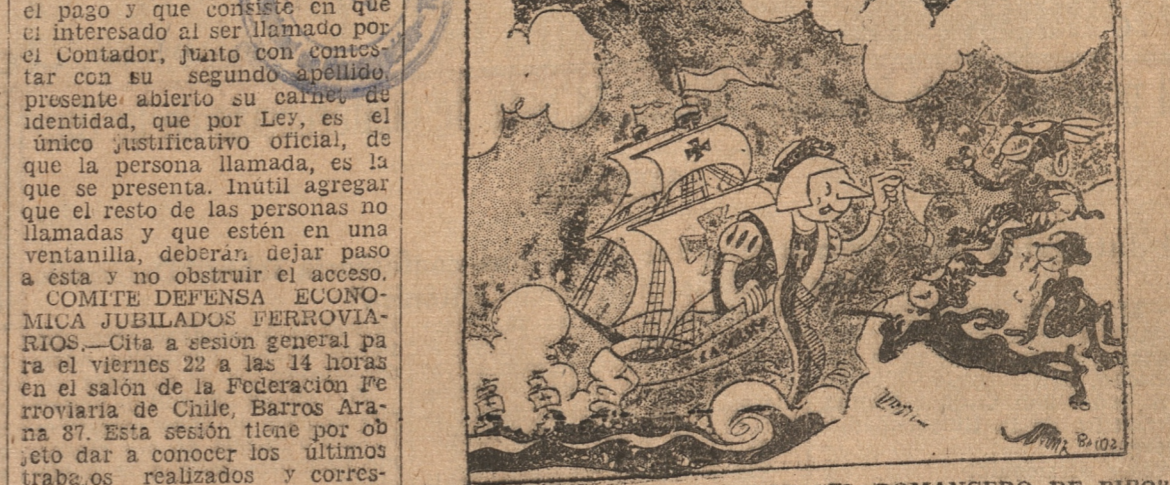 el pago y que consiste en que
el interesado al ser llamado por
el Contador, junto con contes-
tar con su segundo apellido,
presente abierto su carnet de
identidad, que por Ley, es el
único justificativo oficial, de
que la persona llamada, es la
que se presenta. Inútil agregar
que el resto de las personas no
llamadas y que estén en una
ventanilla, deberán dejar paso
a ésta y no obstruir el acceso.
COMITE DEFENSA ECONO-
MICA JUBILADOS FERROVIA-
RIOS.—Cita a sesión general pa
ra el viernes 22 a las 14 horas
en el salón de la Federación Fe
rroviaria de Chile, Barros Ara-
na 87. Esta sesión tiene por ob
jeto dar a conocer los últimos
trabajos realizados y corres-
ROMANCERO DE